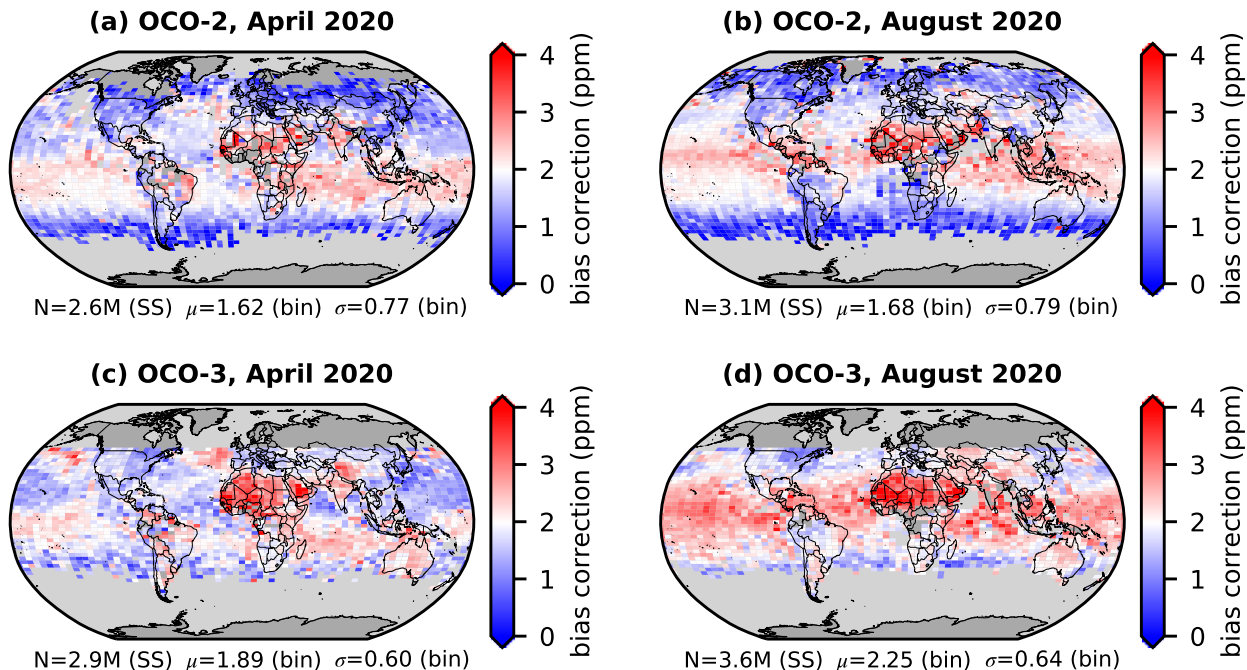 (a) OCO-2, April 2020
4
3
2
1
0
bias correction (ppm)
N=2.6M (SS) μ=1.62 (bin) σ=0.77 (bin)
(b) OCO-2, August 2020
4
3
2
1
0
bias correction (ppm)
N=3.1M (SS) μ=1.68 (bin) σ=0.79 (bin)
(c) OCO-3, April 2020
4
3
2
1
0
bias correction (ppm)
N=2.9M (SS) μ=1.89 (bin) σ=0.60 (bin)
(d) OCO-3, August 2020
4
3
2
1
0
bias correction (ppm)
N=3.6M (SS) μ=2.25 (bin) σ=0.64 (bin)